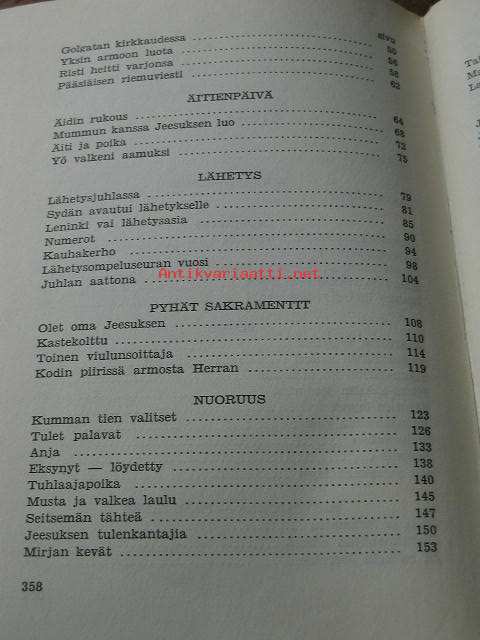 sivu
Golgatan kirkkaudessa 50
Yksin armoon luota 56
Risti heitti varjonsa 58
Pääsiäisen riemuviesti 62
ÄITIENPÄIVÄ
Äidin rukous 64
Mummun kanssa Jeesuksen luo 68
Äiti ja poika 72
Yö valkeni aamuksi 75
LÄHETYS
Lähetysjuhlassa 79
Sydän avautui lähetykselle 81
Leninki vai lähetysasia 85
Numerot 90
Kauhakerho 94
Lähetysompeluseuran vuosi 98
Antikvariaatti.net
Juhlan aattona 104
PYHÄT SAKRAMENTIT
Olet oma Jeesuksen 108
Kastekolttu 110
Toinen viulunsoittaja 114
Kodin piirissä armosta Herran 119
NUORUUS
Kumman tien valitset 123
Tulet palavat 126
Anja 133
Eksynyt — löydetty 138
Tuhlaajapoika 140
Musta ja valkea laulu 145
Seitsemän tähteä 147
Jeesuksen tulenkantajia 150
Mirjan kevät 153
358